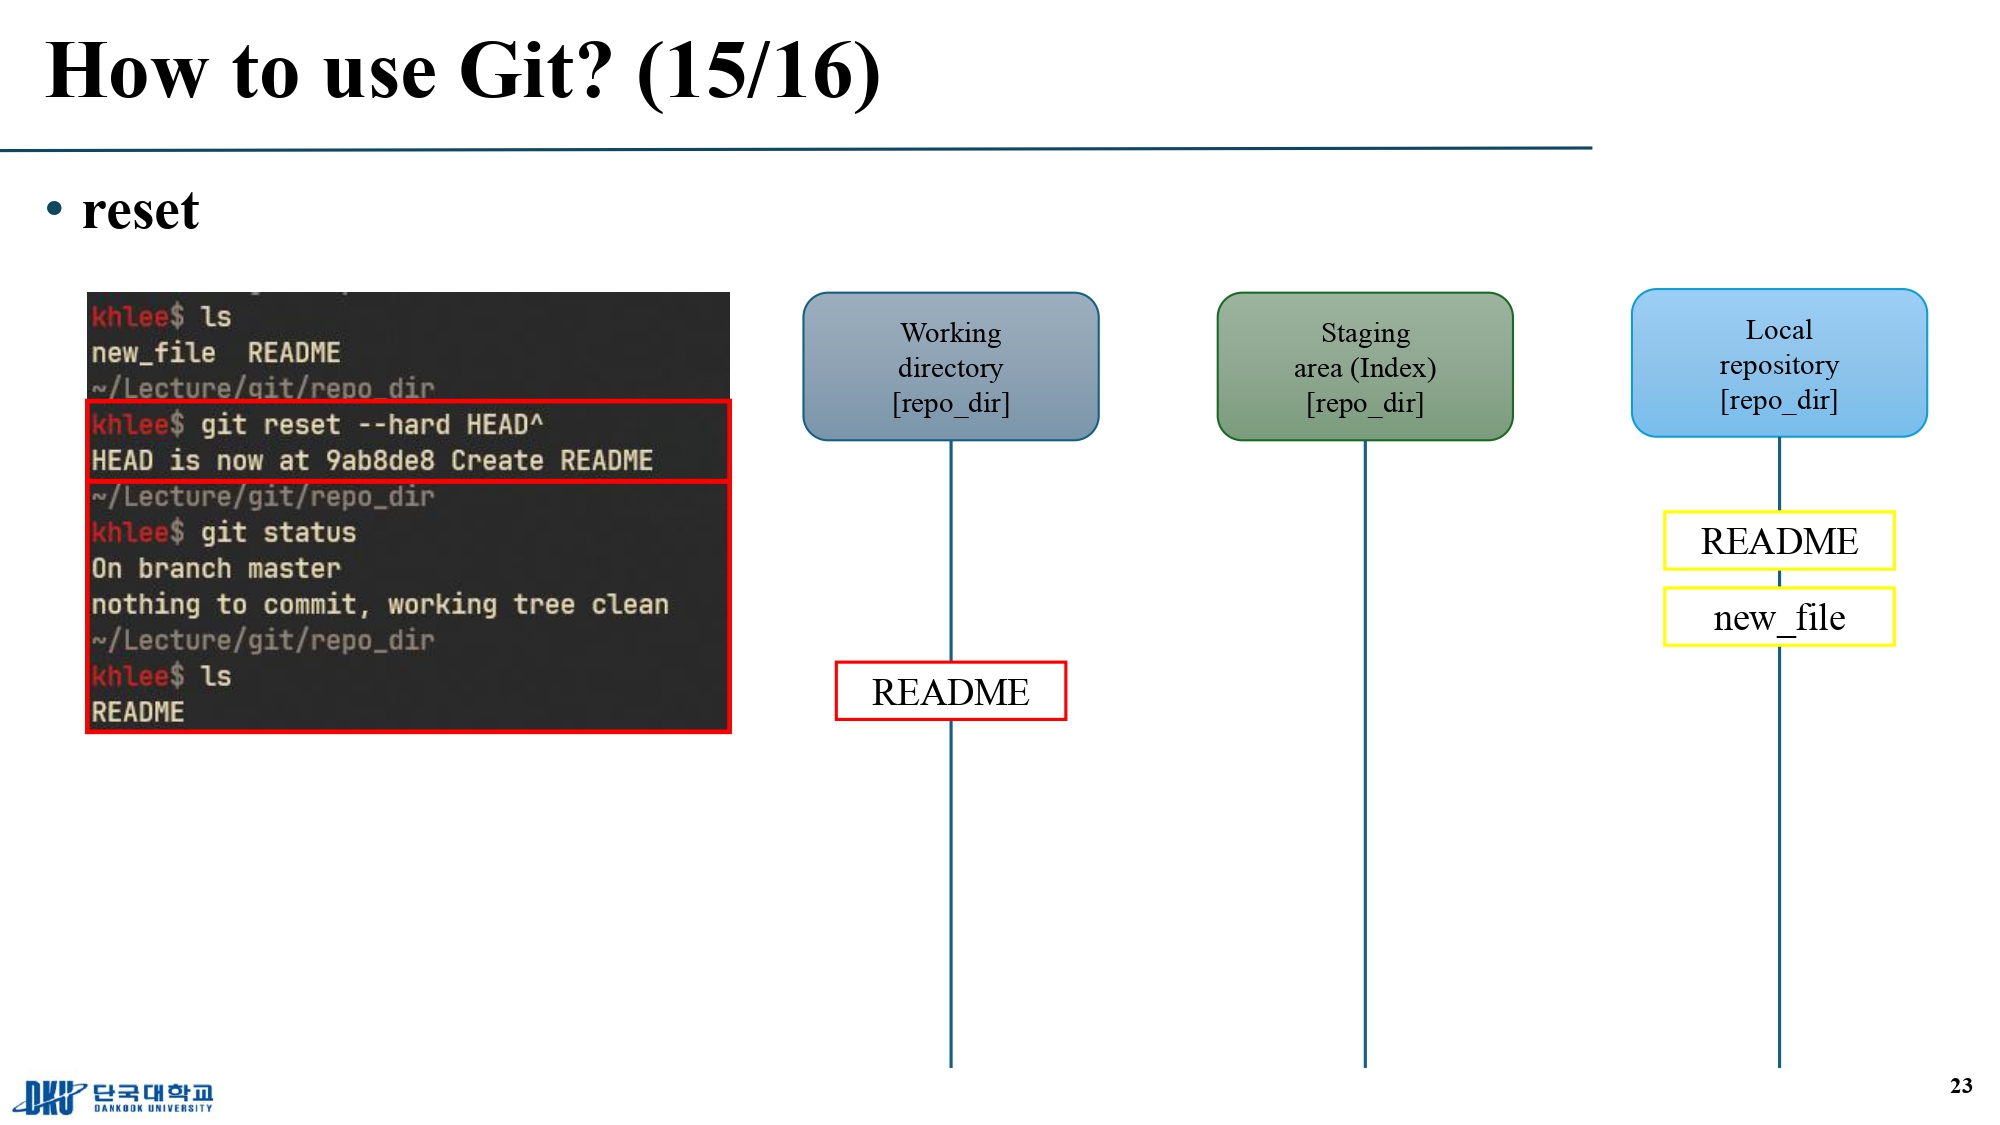 How to use Git? (15/16)
• reset
khlee$ ls
new_file  README
~/Lecture/git/repo_dir
khlee$ git reset --hard HEAD^
HEAD is now at 9ab8de8 Create README
~/Lecture/git/repo_dir
khlee$ git status
On branch master
nothing to commit, working tree clean
~/Lecture/git/repo_dir
khlee$ ls
README
Working
directory
[repo_dir]
README
Staging
area (Index)
[repo_dir]
Local
repository
[repo_dir]
README
new_file
DKU 단국대학교
DANKOOK UNIVERSITY
23